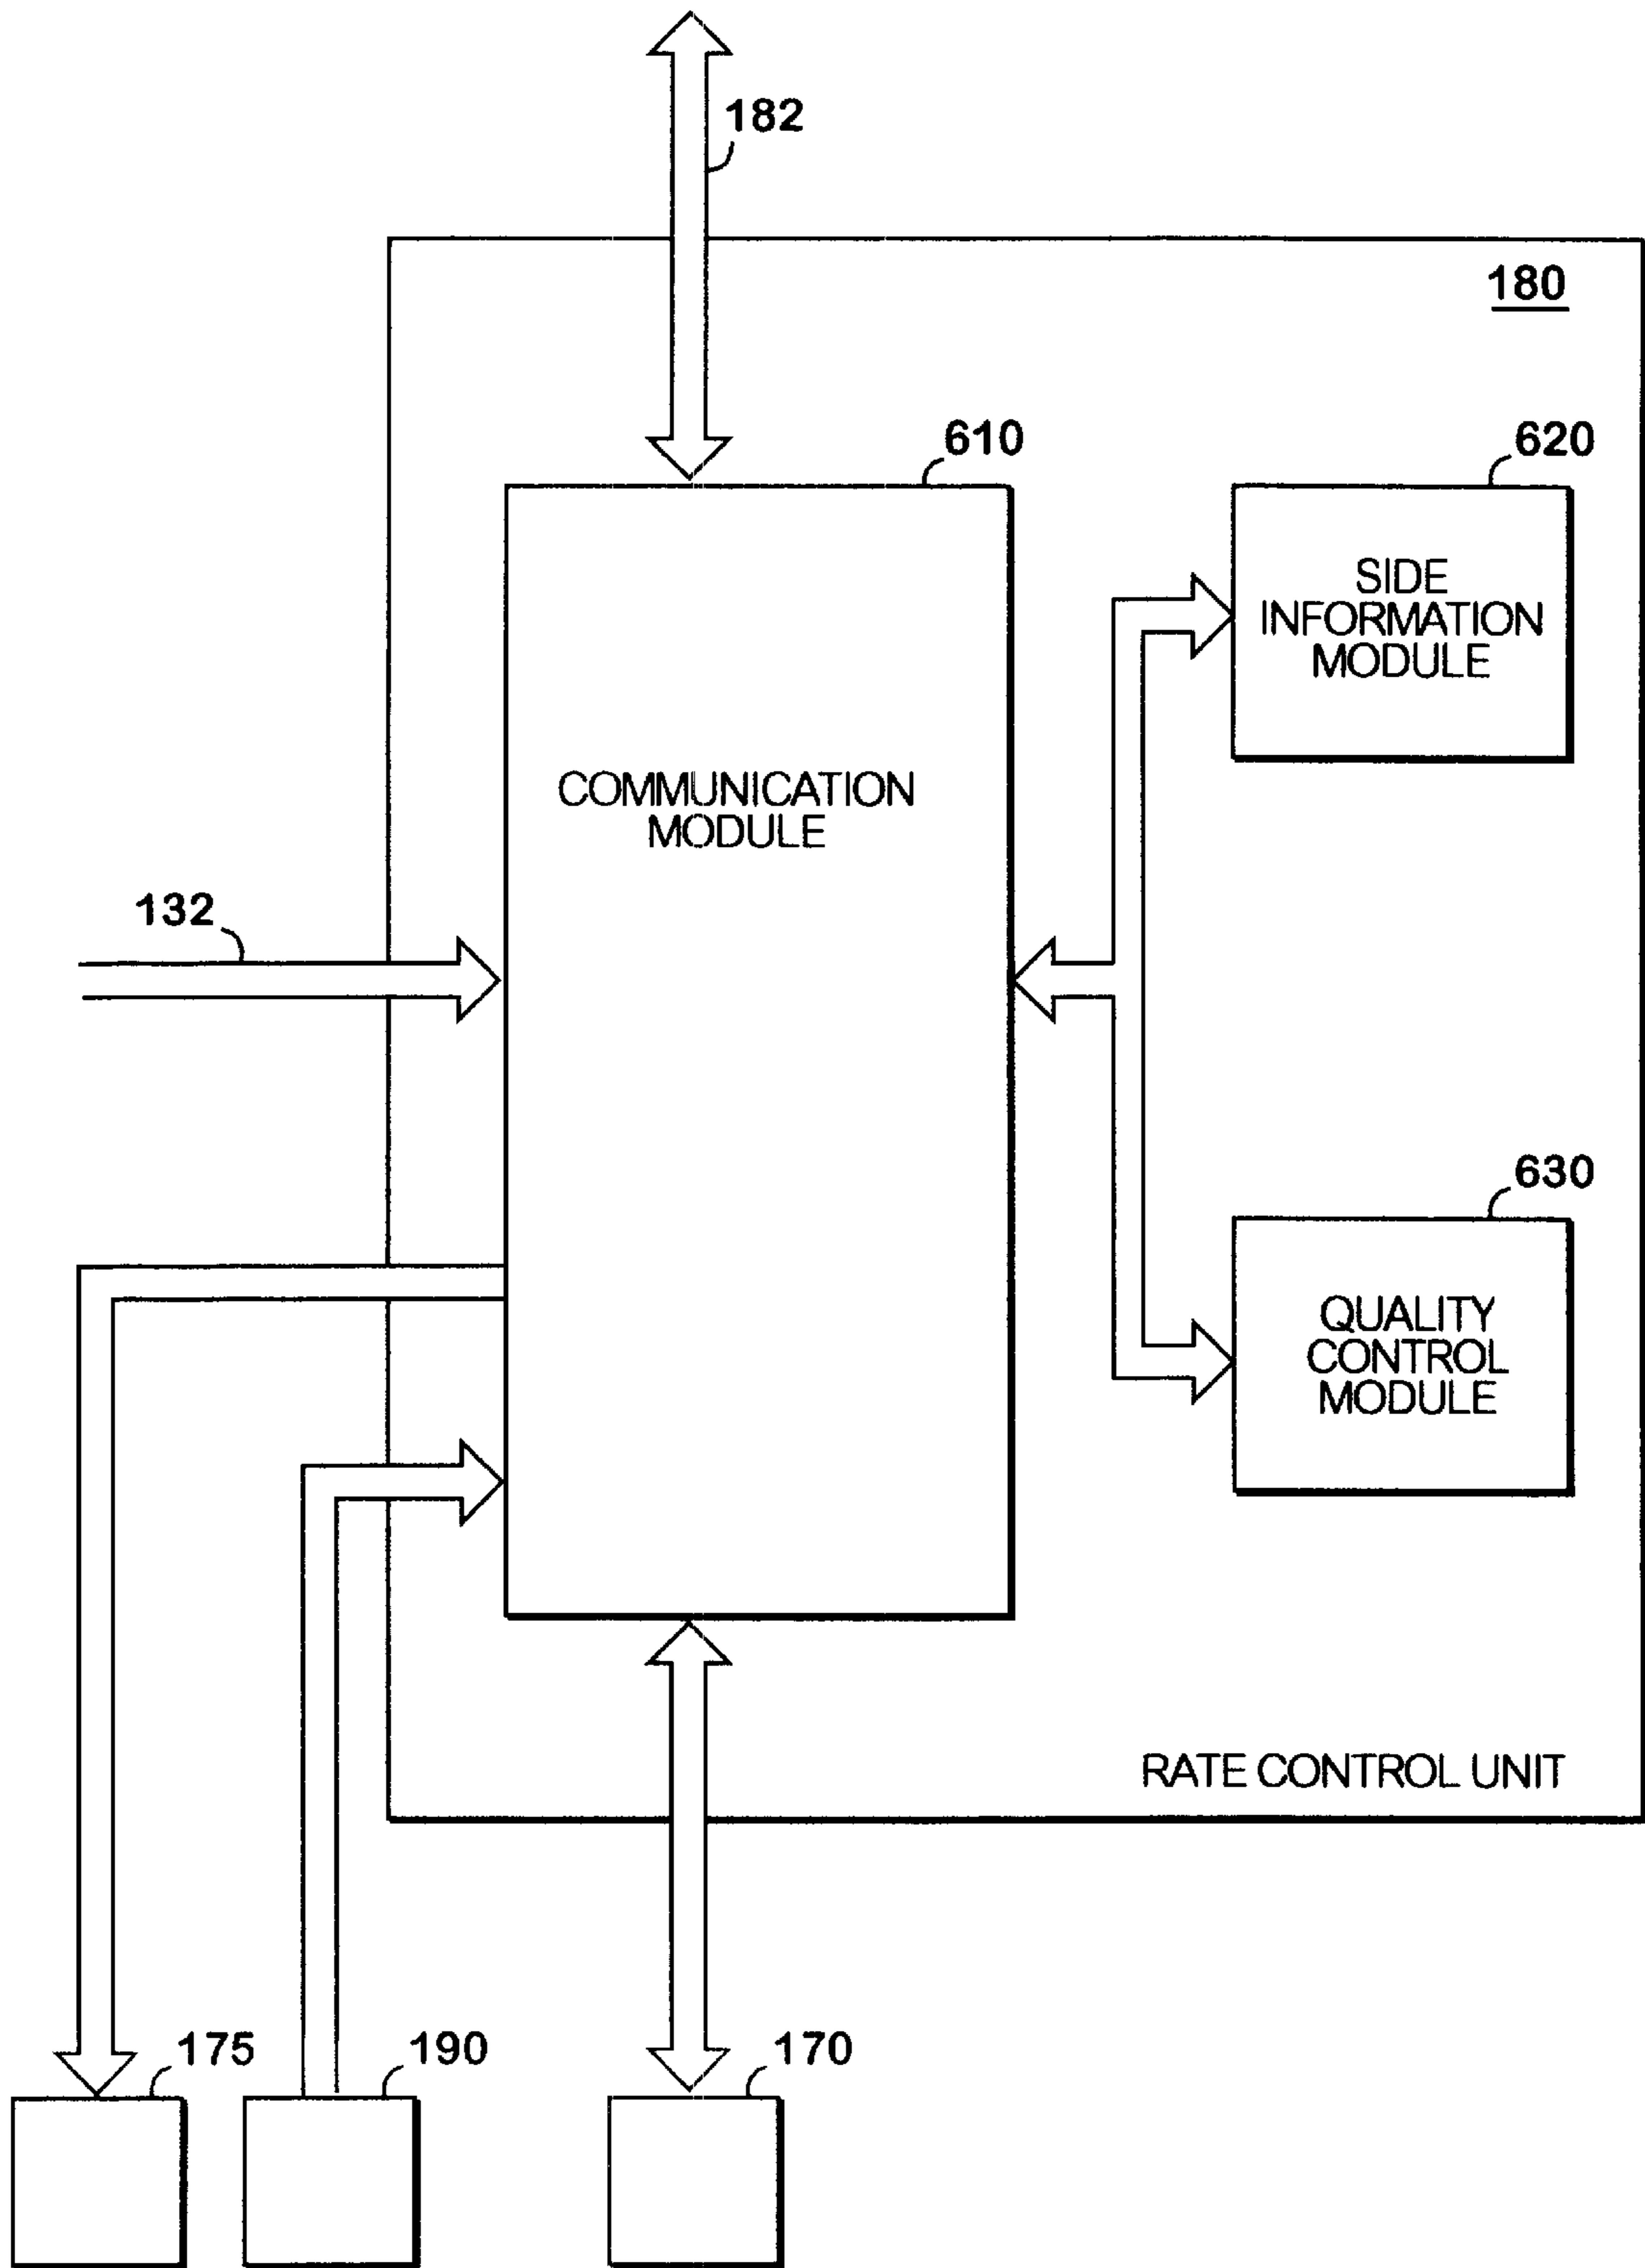 182
180
610
620
SIDE
INFORMATION
MODULE
COMMUNICATION
MODULE
132
630
QUALITY
CONTROL
MODULE
RATE CONTROL UNIT
175
190
170